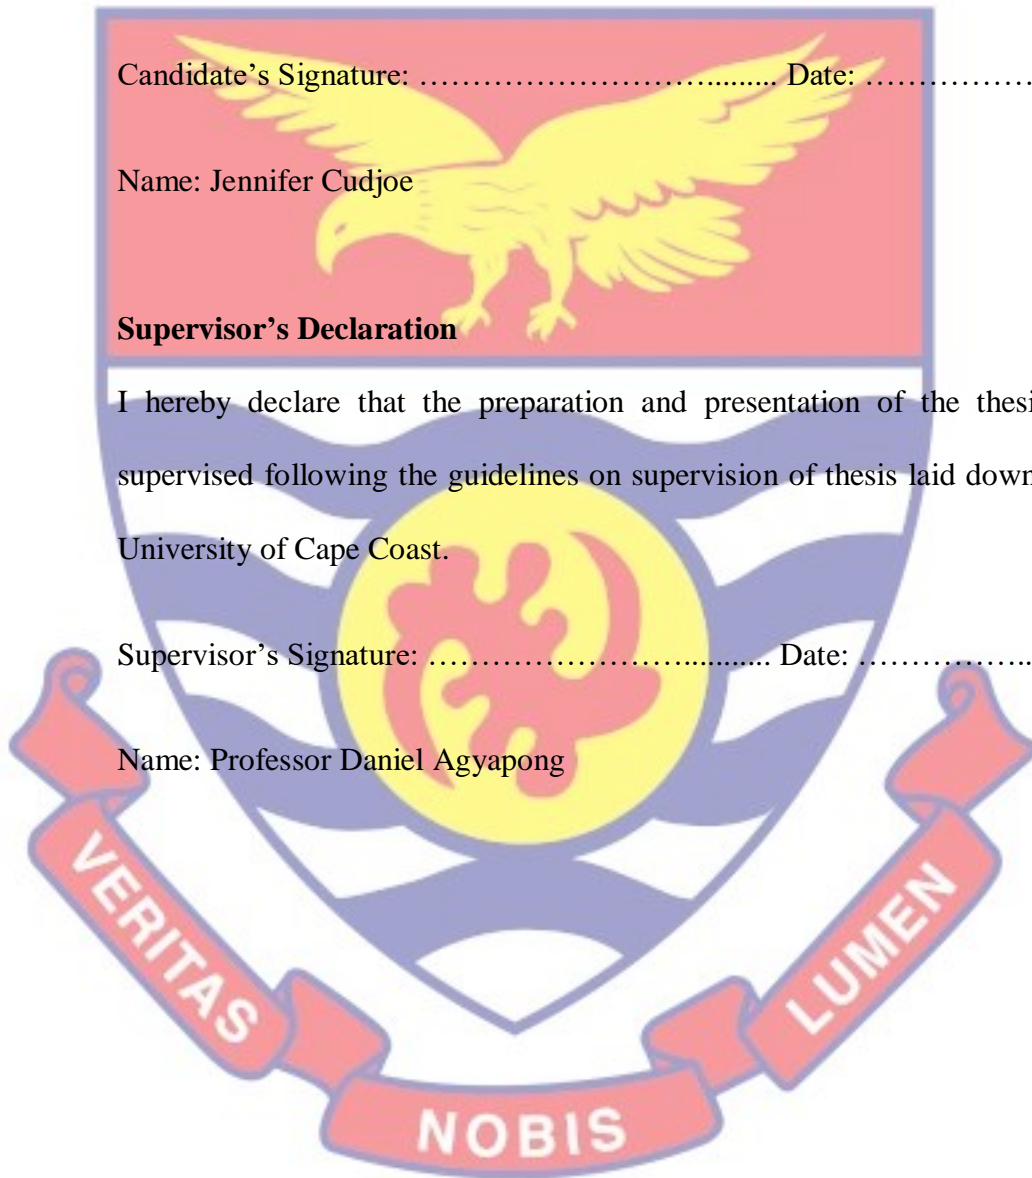 Candidate’s Signature: ………………………......... Date: ……………
Name: Jennifer Cudjoe
Supervisor’s Declaration
I hereby declare that the preparation and presentation of the thesi
supervised following the guidelines on supervision of thesis laid down
University of Cape Coast.
Supervisor’s Signature: ……………………........... Date: …………..…..
Name: Professor Daniel Agyapong
VERITAS
NOBIS
LUMEN